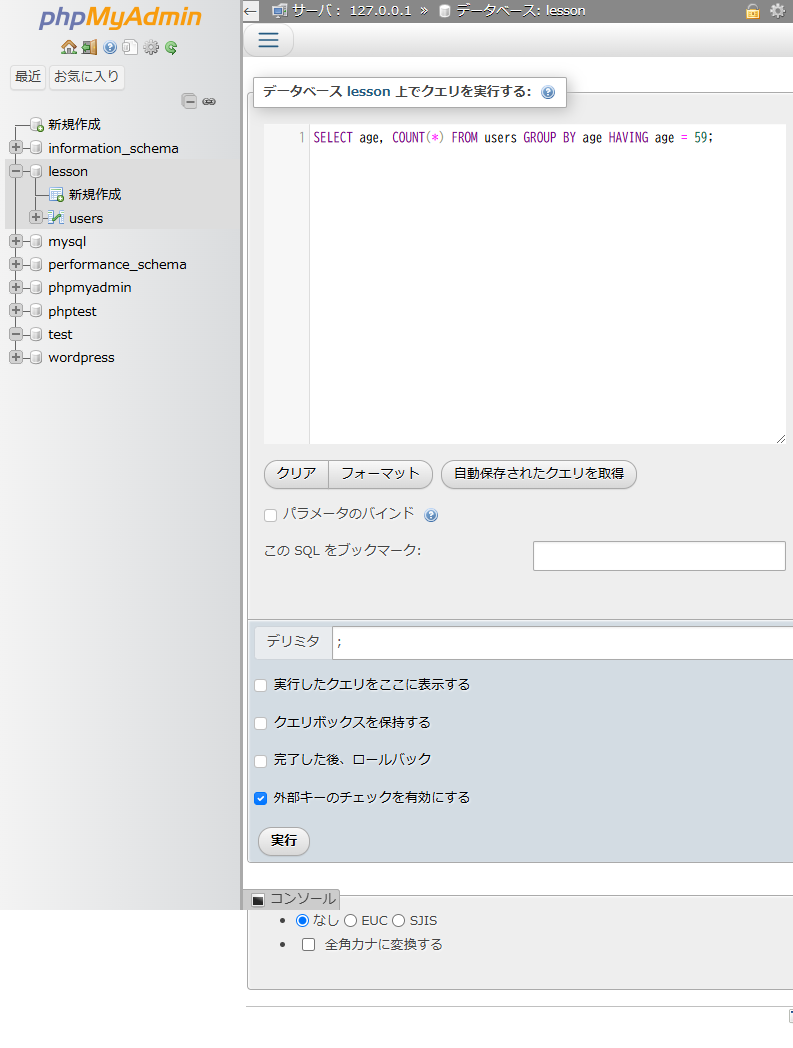 phpMyAdmin
最近 お気に入り
新規作成
information_schema
lesson
新規作成
users
mysql
performance_schema
phpmyadmin
phptest
test
wordpress
← サーバ: 127.0.0.1 » データベース: lesson
データベース lesson 上でクエリを実行する:
1 SELECT age, COUNT(*) FROM users GROUP BY age HAVING age = 59;
クリア フォーマット 自動保存されたクエリを取得
パラメータのバインド
この SQL をブックマーク:
デリミタ ;
実行したクエリをここに表示する
クエリボックスを保持する
完了した後、ロールバック
外部キーのチェックを有効にする
実行
コンソール
なし EUC SJIS
全角カナに変換する